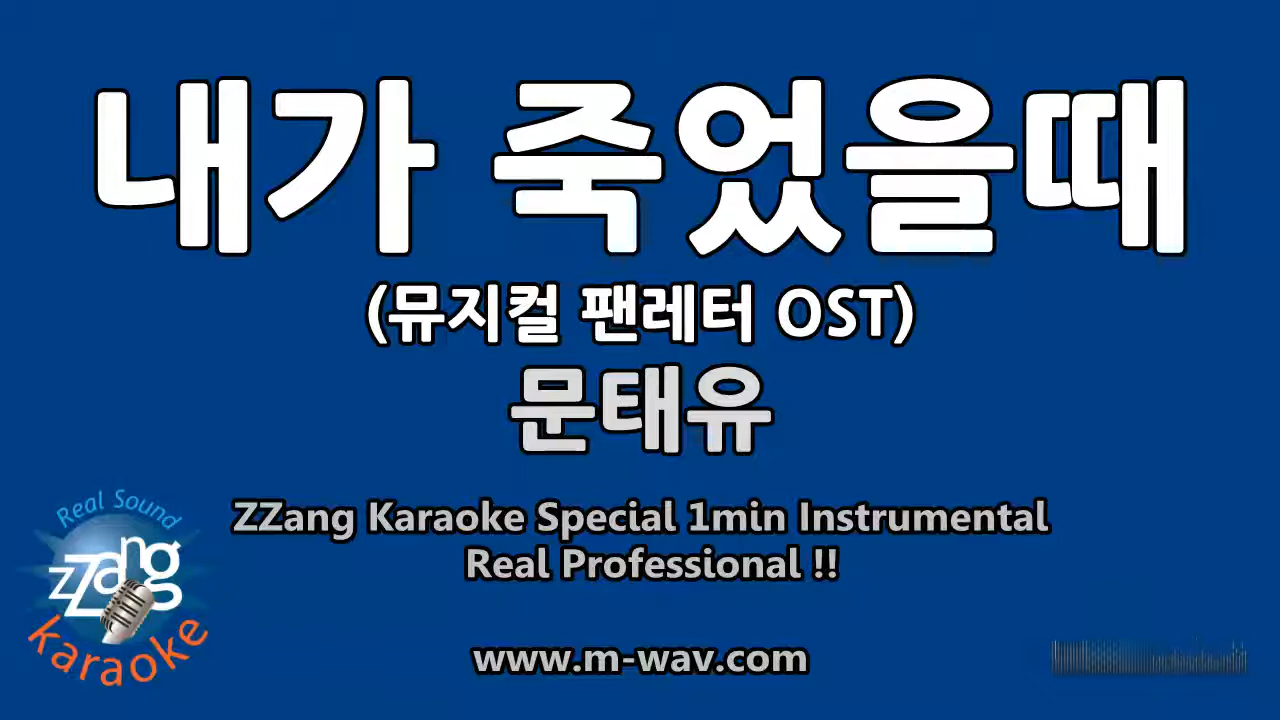 내가 죽었을때
(뮤지컬 팬레터 OST)
문태유
ZZang Karaoke Special 1min Instrumental
Real Professional !!
Real Sound
zZang
karaoke
www.m-wav.com